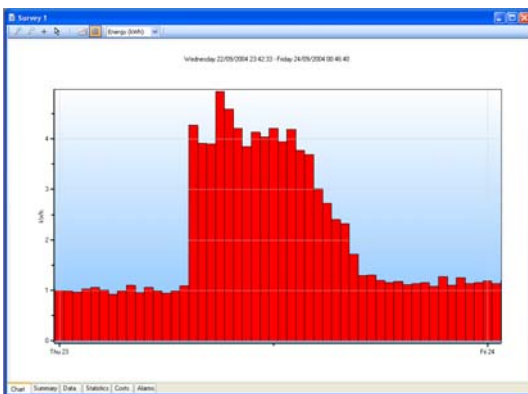 Survey 1
Energy (kWh)
Wednesday 22/09/2004 23:42:33 - Friday 24/09/2004 00:46:40
4
3
2
1
0
kWh
Thu 23
Fri 24
Chart Summary Data Statistics Costs Alarms